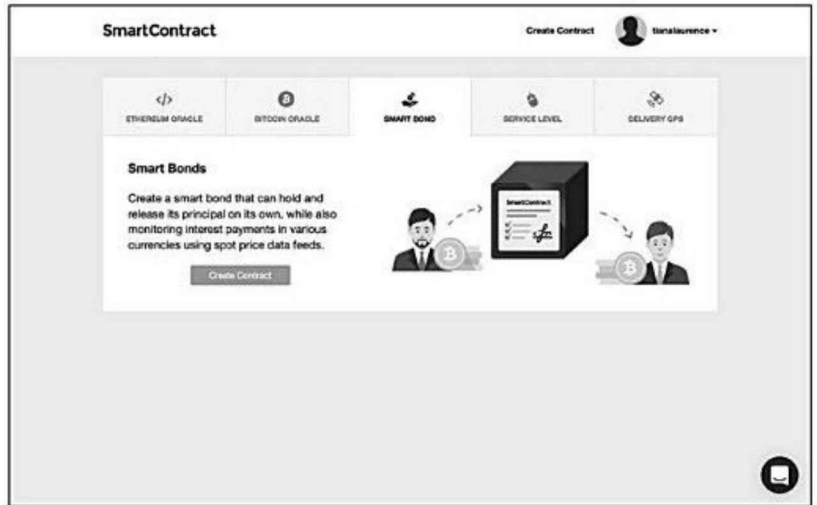 SmartContract
Create Contract
tianalaurence
ETHEREUM ORACLE
BITCOIN ORACLE
SMART BOND
SERVICE LEVEL
DELIVERY GPS
Smart Bonds
Create a smart bond that can hold and
release its principal on its own, while also
monitoring interest payments in various
currencies using spot price data feeds.
Create Contract
SmartContract